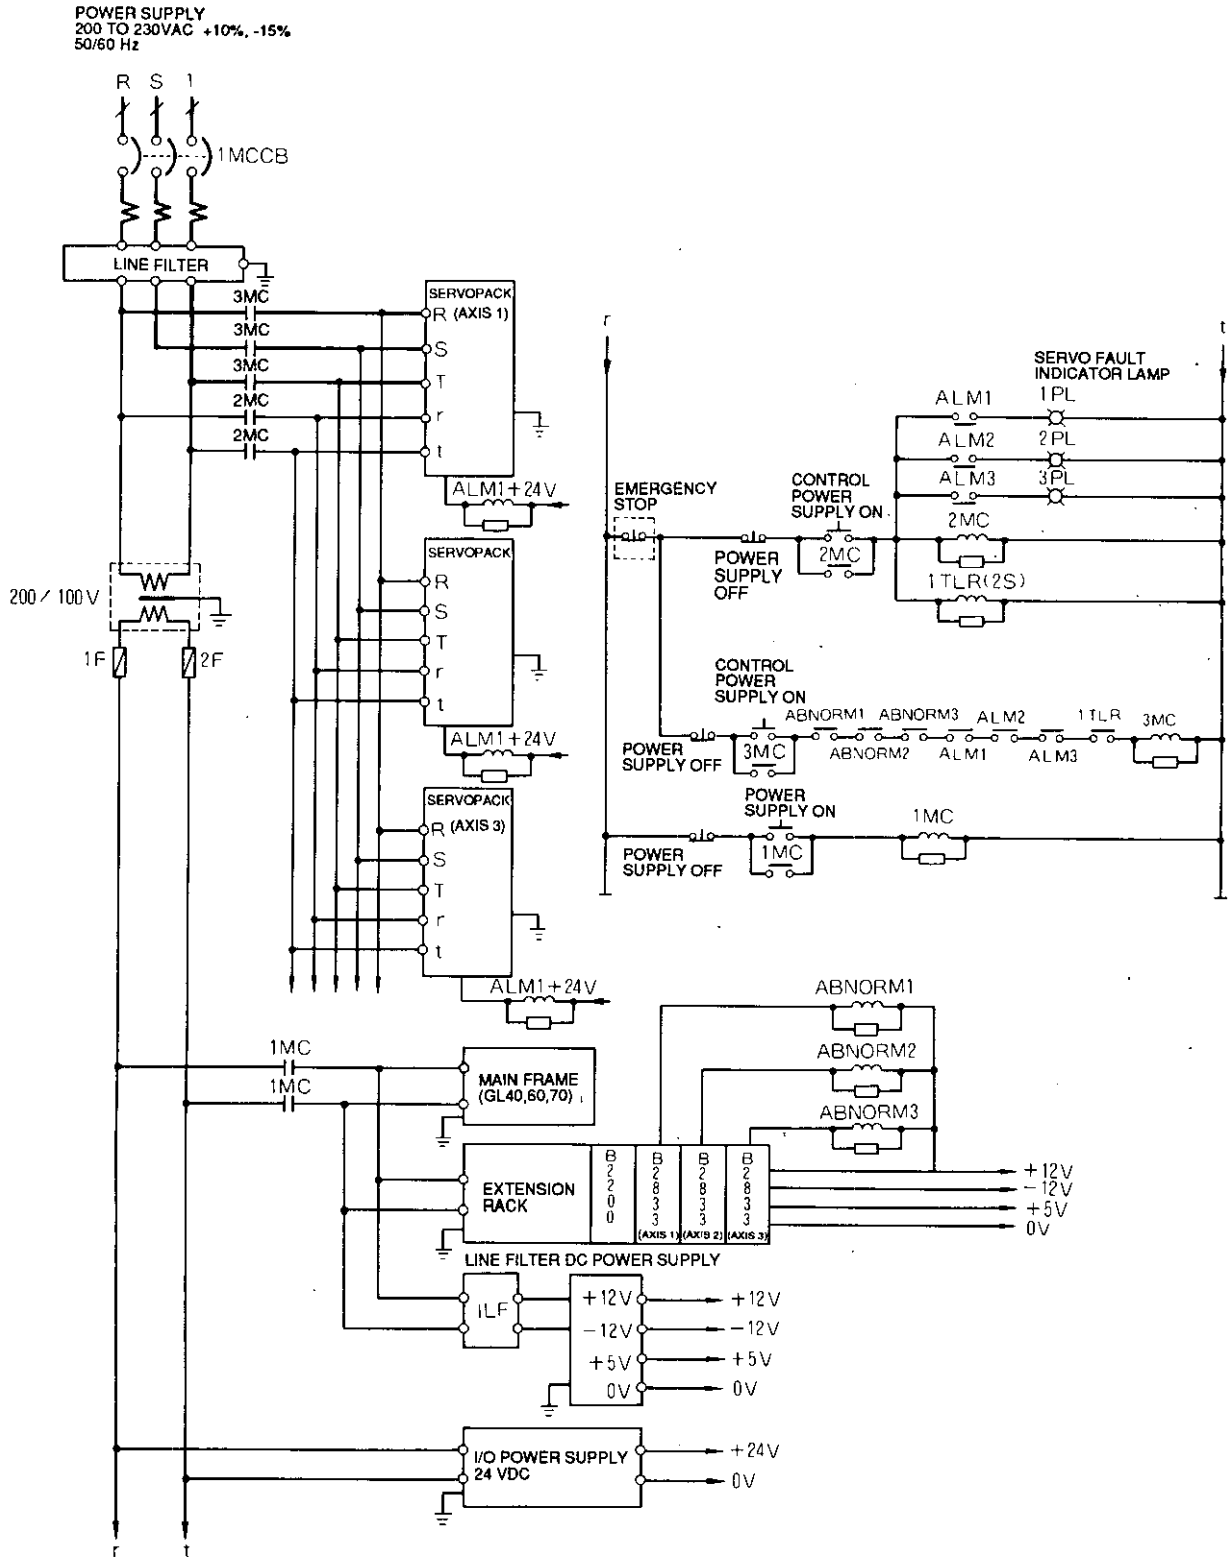 POWER SUPPLY
200 TO 230VAC +10%, -15%
50/60 Hz
R S 1
1MCCB
LINE FILTER
3MC
3MC
3MC
2MC
2MC
SERVOPACK
(AXIS 1)
R
S
T
r
t
ALM1+24V
SERVOPACK
R
S
T
r
t
ALM1+24V
SERVOPACK
(AXIS 3)
R
S
T
r
t
ALM1+24V
200/100V
1F
2F
r
t
SERVO FAULT
INDICATOR LAMP
ALM1 1PL
ALM2 2PL
ALM3 3PL
EMERGENCY
STOP
CONTROL
POWER
SUPPLY ON
2MC
POWER
SUPPLY
OFF
2MC
1TLR(2S)
CONTROL
POWER
SUPPLY ON
POWER
SUPPLY OFF
3MC
ABNORM1
ABNORM2
ABNORM3
ALM1
ALM2
ALM3
1TLR
3MC
POWER
SUPPLY ON
POWER
SUPPLY OFF
1MC
1MC
1MC
1MC
MAIN FRAME
(GL40,60,70)
EXTENSION
RACK
B2200
B2833
(AXIS 1)
B2833
(AXIS 2)
B2833
(AXIS 3)
ABNORM1
ABNORM2
ABNORM3
+12V
-12V
+5V
0V
LINE FILTER DC POWER SUPPLY
ILF
+12V
-12V
+5V
0V
+12V
-12V
+5V
0V
I/O POWER SUPPLY
24 VDC
+24V
0V
r
t